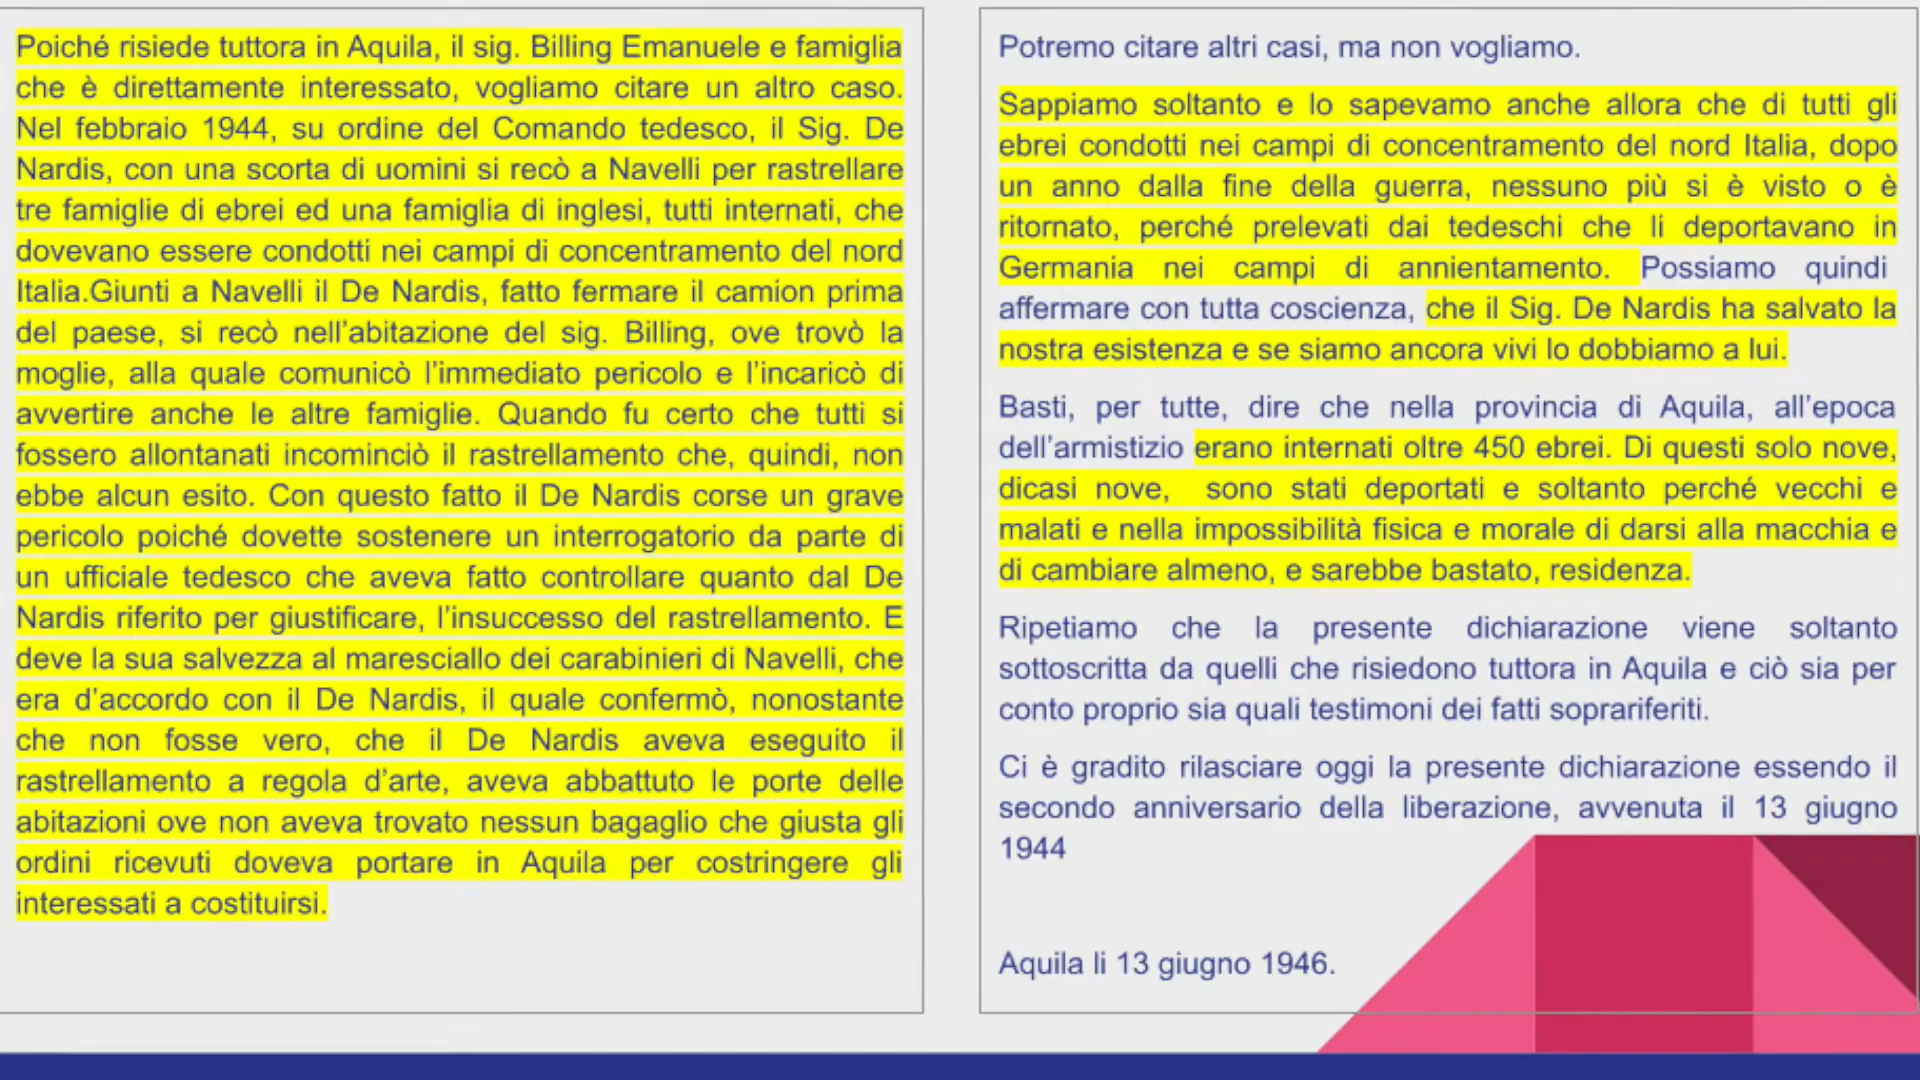 Poiché risiede tuttora in Aquila, il sig. Billing Emanuele e famiglia
che è direttamente interessato, vogliamo citare un altro caso.
Nel febbraio 1944, su ordine del Comando tedesco, il Sig. De
Nardis, con una scorta di uomini si recò a Navelli per rastrellare
tre famiglie di ebrei ed una famiglia di inglesi, tutti internati, che
dovevano essere condotti nei campi di concentramento del nord
Italia.Giunti a Navelli il De Nardis, fatto fermare il camion prima
del paese, si recò nell’abitazione del sig. Billing, ove trovò la
moglie, alla quale comunicò l’immediato pericolo e l’incaricò di
avvertire anche le altre famiglie. Quando fu certo che tutti si
fossero allontanati incominciò il rastrellamento che, quindi, non
ebbe alcun esito. Con questo fatto il De Nardis corse un grave
pericolo poiché dovette sostenere un interrogatorio da parte di
un ufficiale tedesco che aveva fatto controllare quanto dal De
Nardis riferito per giustificare, l’insuccesso del rastrellamento. E
deve la sua salvezza al maresciallo dei carabinieri di Navelli, che
era d’accordo con il De Nardis, il quale confermò, nonostante
che non fosse vero, che il De Nardis aveva eseguito il
rastrellamento a regola d’arte, aveva abbattuto le porte delle
abitazioni ove non aveva trovato nessun bagaglio che giusta gli
ordini ricevuti doveva portare in Aquila per costringere gli
interessati a costituirsi.
Potremo citare altri casi, ma non vogliamo.
Sappiamo soltanto e lo sapevamo anche allora che di tutti gli
ebrei condotti nei campi di concentramento del nord Italia, dopo
un anno dalla fine della guerra, nessuno più si è visto o è
ritornato, perché prelevati dai tedeschi che li deportavano in
Germania nei campi di annientamento. Possiamo quindi
affermare con tutta coscienza, che il Sig. De Nardis ha salvato la
nostra esistenza e se siamo ancora vivi lo dobbiamo a lui.
Basti, per tutte, dire che nella provincia di Aquila, all’epoca
dell’armistizio erano internati oltre 450 ebrei. Di questi solo nove,
dicasi nove, sono stati deportati e soltanto perché vecchi e
malati e nella impossibilità fisica e morale di darsi alla macchia e
di cambiare almeno, e sarebbe bastato, residenza.
Ripetiamo che la presente dichiarazione viene soltanto
sottoscritta da quelli che risiedono tuttora in Aquila e ciò sia per
conto proprio sia quali testimoni dei fatti soprariferiti.
Ci è gradito rilasciare oggi la presente dichiarazione essendo il
secondo anniversario della liberazione, avvenuta il 13 giugno
1944
Aquila li 13 giugno 1946.